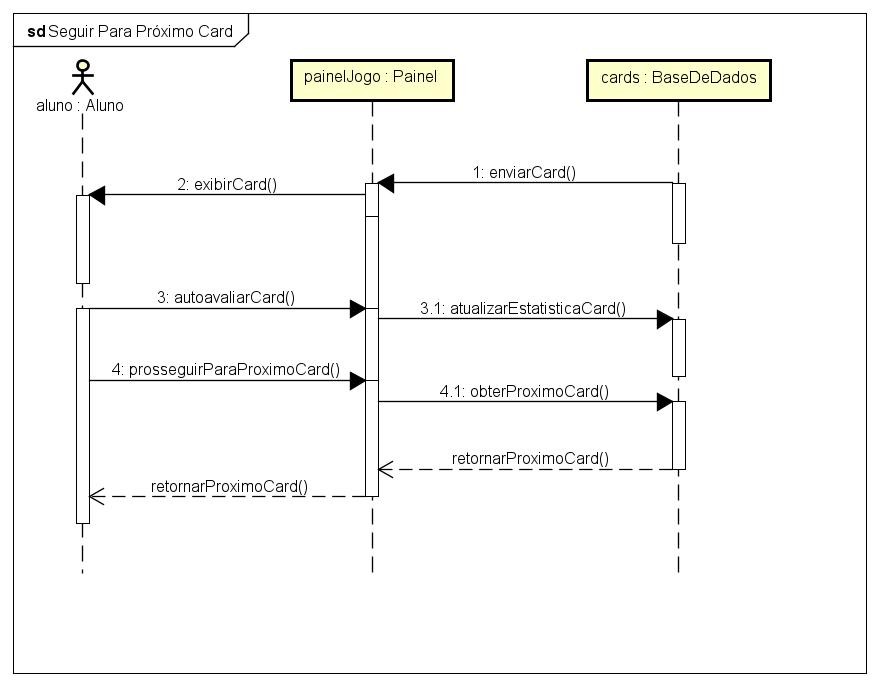 sd Seguir Para Próximo Card
aluno : Aluno
painelJogo : Painel
cards : BaseDeDados
1: enviarCard()
2: exibirCard()
3: autoavaliarCard()
3.1: atualizarEstatisticaCard()
4: prosseguirParaProximoCard()
4.1: obterProximoCard()
retornarProximoCard()
retornarProximoCard()